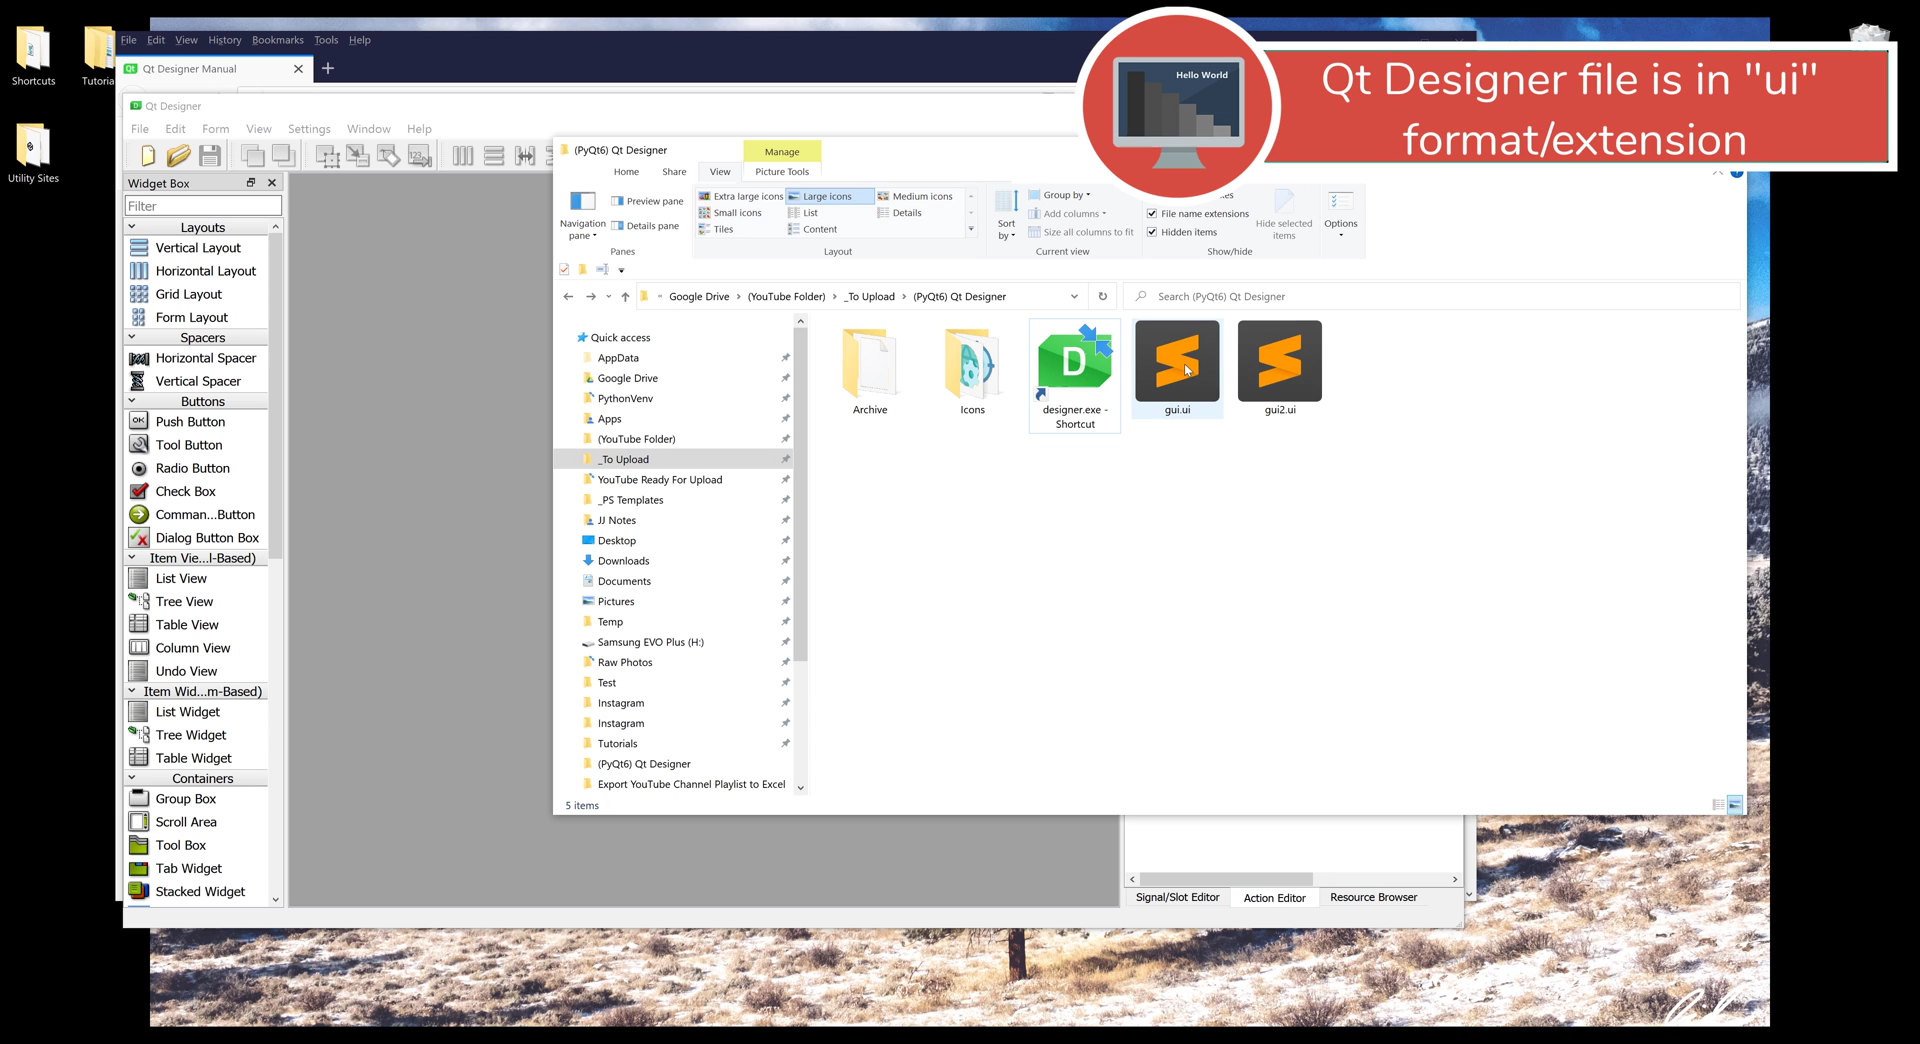 Shortcuts
Tutoria
Utility Sites
File Edit View History Bookmarks Tools Help
Qt Designer Manual
Hello World
Qt Designer file is in "ui"
format/extension
Qt Designer
File Edit Form View Settings Window Help
Widget Box
Filter
Layouts
Vertical Layout
Horizontal Layout
Grid Layout
Form Layout
Spacers
Horizontal Spacer
Vertical Spacer
Buttons
Push Button
Tool Button
Radio Button
Check Box
Comman...Button
Dialog Button Box
Item Vie...l-Based)
List View
Tree View
Table View
Column View
Undo View
Item Wid...m-Based)
List Widget
Tree Widget
Table Widget
Containers
Group Box
Scroll Area
Tool Box
Tab Widget
Stacked Widget
(PyQt6) Qt Designer
Manage
Home Share View Picture Tools
Navigation
pane
Preview pane
Details pane
Panes
Extra large icons Large icons Medium icons
Small icons List Details
Tiles Content
Layout
Sort
by
Group by
Add columns
Size all columns to fit
Current view
File name extensions
Hidden items
Hide selected
items
Show/hide
Options
Google Drive (YouTube Folder) _To Upload (PyQt6) Qt Designer
Search (PyQt6) Qt Designer
Quick access
AppData
Google Drive
PythonVenv
Apps
(YouTube Folder)
_To Upload
YouTube Ready For Upload
_PS Templates
JJ Notes
Desktop
Downloads
Documents
Pictures
Temp
Samsung EVO Plus (H:)
Raw Photos
Test
Instagram
Instagram
Tutorials
(PyQt6) Qt Designer
Export YouTube Channel Playlist to Excel
Archive
Icons
designer.exe -
Shortcut
gui.ui
gui2.ui
5 items
Signal/Slot Editor Action Editor Resource Browser